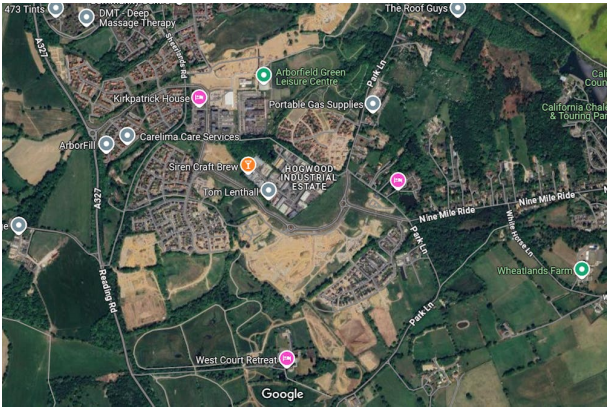 473 Tints
DMT - Deep
Massage Therapy
The Roof Guys
A327
Arborfield Green
Leisure Centre
Park Ln
Kirkpatrick House
Portable Gas Supplies
California Chale
& Touring Par
Carelima Care Services
ArborFill
Siren Craft Brew
HOGWOOD
INDUSTRIAL
ESTATE
Tom Lenthall
A327
Nine Mile Ride
Nine Mile Ride
White Horse Ln
Park Ln
Wheatlands Farm
Reading Rd
Park Ln
West Court Retreat
Google